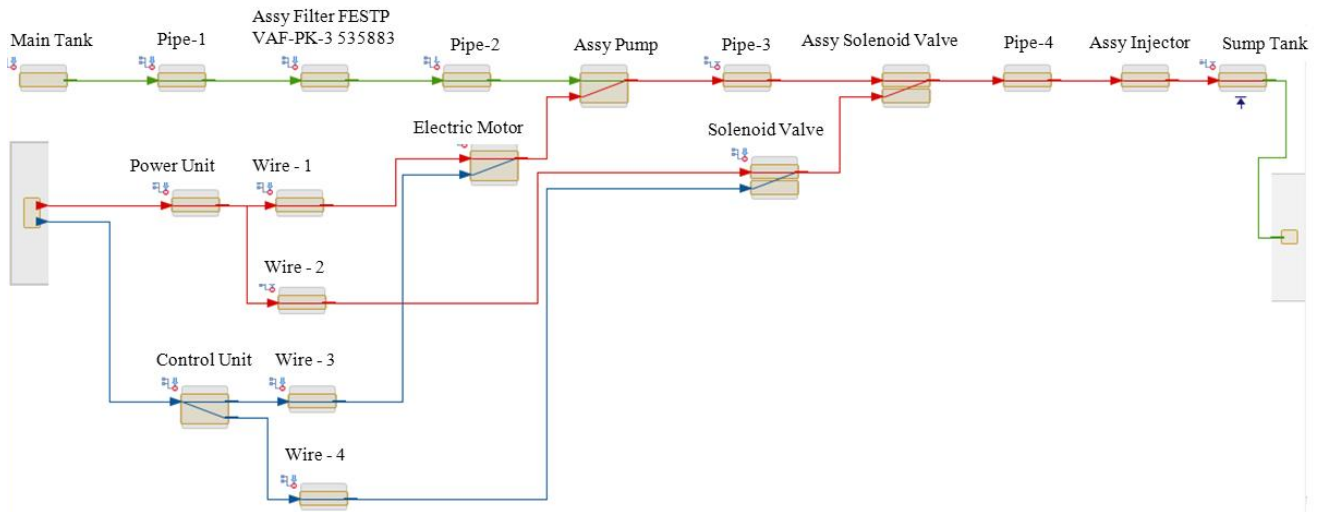 Main Tank
Pipe-1
Assy Filter FESTP
VAF-PK-3 535883
Pipe-2
Assy Pump
Pipe-3
Assy Solenoid Valve
Pipe-4
Assy Injector
Sump Tank
Electric Motor
Solenoid Valve
Power Unit
Wire - 1
Wire - 2
Control Unit
Wire - 3
Wire - 4